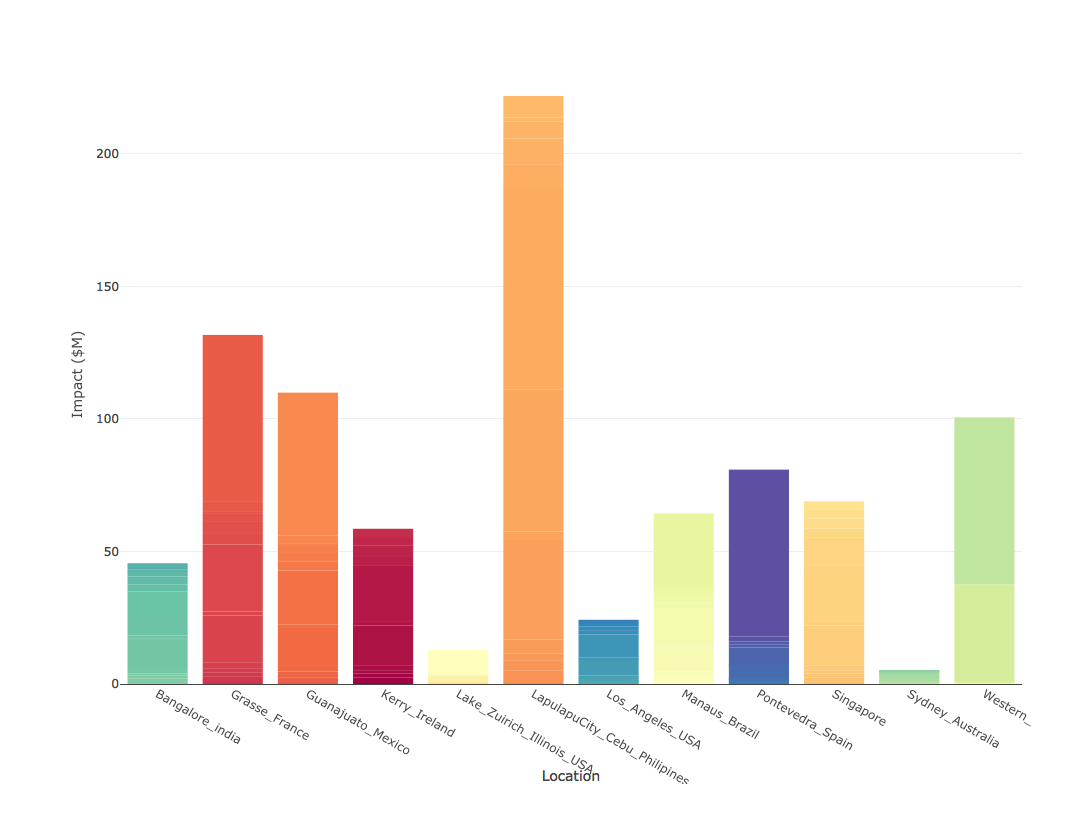 200
150
100
50
0
Impact ($M)
Bangalore_india
Grasse_France
Guanajuato_Mexico
Kerry_Ireland
Lake_Zuirich_Illinois_USA
LapulapuCity_Cebu_Philipines
Los_Angeles_USA
Manaus_Brazil
Pontevedra_Spain
Singapore
Sydney_Australia
Western_
Location